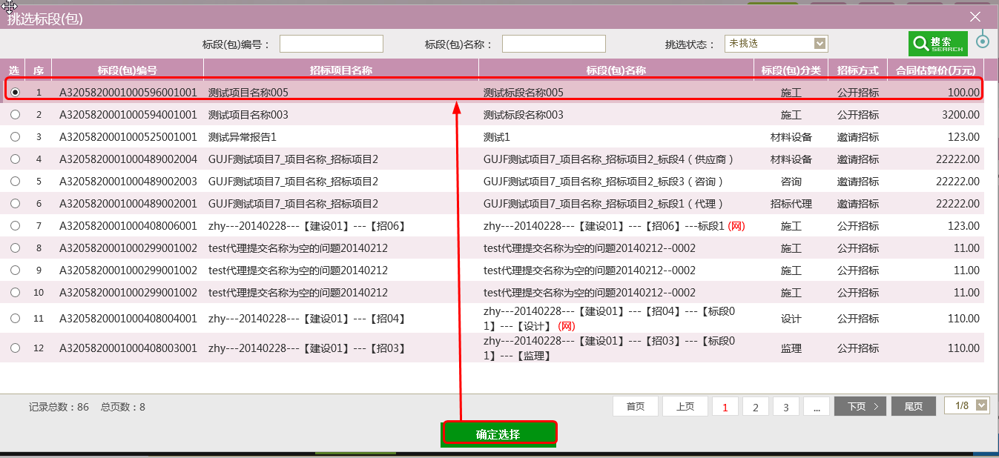 挑选标段(包)
标段(包)编号： 标段(包)名称： 挑选状态： 未挑选 搜索 SEARCH
选 序 标段(包)编号 招标项目名称 标段(包)名称 标段(包)分类 招标方式 合同估算价(万元)
1 A3205820001000596001001 测试项目名称005 测试标段名称005 施工 公开招标 100.00
2 A3205820001000594001001 测试项目名称003 测试标段名称003 施工 公开招标 3200.00
3 A3205820001000525001001 测试异常报告1 测试1 材料设备 邀请招标 123.00
4 A3205820001000489002004 GUJF测试项目7_项目名称_招标项目2 GUJF测试项目7_项目名称_招标项目2_标段4（供应商） 材料设备 邀请招标 22222.00
5 A3205820001000489002003 GUJF测试项目7_项目名称_招标项目2 GUJF测试项目7_项目名称_招标项目2_标段3（咨询） 咨询 邀请招标 22222.00
6 A3205820001000489002001 GUJF测试项目7_项目名称_招标项目2 GUJF测试项目7_项目名称_招标项目2_标段1（代理） 招标代理 邀请招标 22222.00
7 A3205820001000408006001 zhy---20140228---【建设01】---【招06】 zhy---20140228---【建设01】---【招06】---标段1 (网) 施工 公开招标 123.00
8 A3205820001000299001002 test代理提交名称为空的问题20140212 test代理提交名称为空的问题20140212--0002 施工 公开招标 11.00
9 A3205820001000299001002 test代理提交名称为空的问题20140212 test代理提交名称为空的问题20140212--0002 施工 公开招标 11.00
10 A3205820001000299001002 test代理提交名称为空的问题20140212 test代理提交名称为空的问题20140212--0002 施工 公开招标 11.00
11 A3205820001000408004001 zhy---20140228---【建设01】---【招04】 zhy---20140228---【建设01】---【招04】---【标段0
1】---【设计】 (网) 设计 公开招标 110.00
12 A3205820001000408003001 zhy---20140228---【建设01】---【招03】 zhy---20140228---【建设01】---【招03】---【标段0
1】---【监理】 监理 公开招标 110.00
记录总数：86 总页数：8 首页 上页 1 2 3 ... 下页 尾页 1/8
确定选择